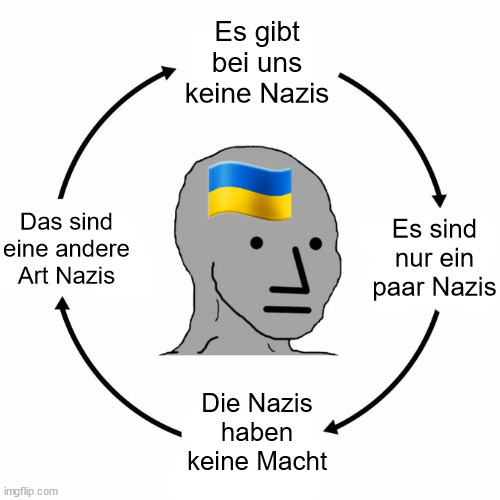 Es gibt
bei uns
keine Nazis
Es sind
nur ein
paar Nazis
Die Nazis
haben
keine Macht
Das sind
eine andere
Art Nazis
imgflip.com